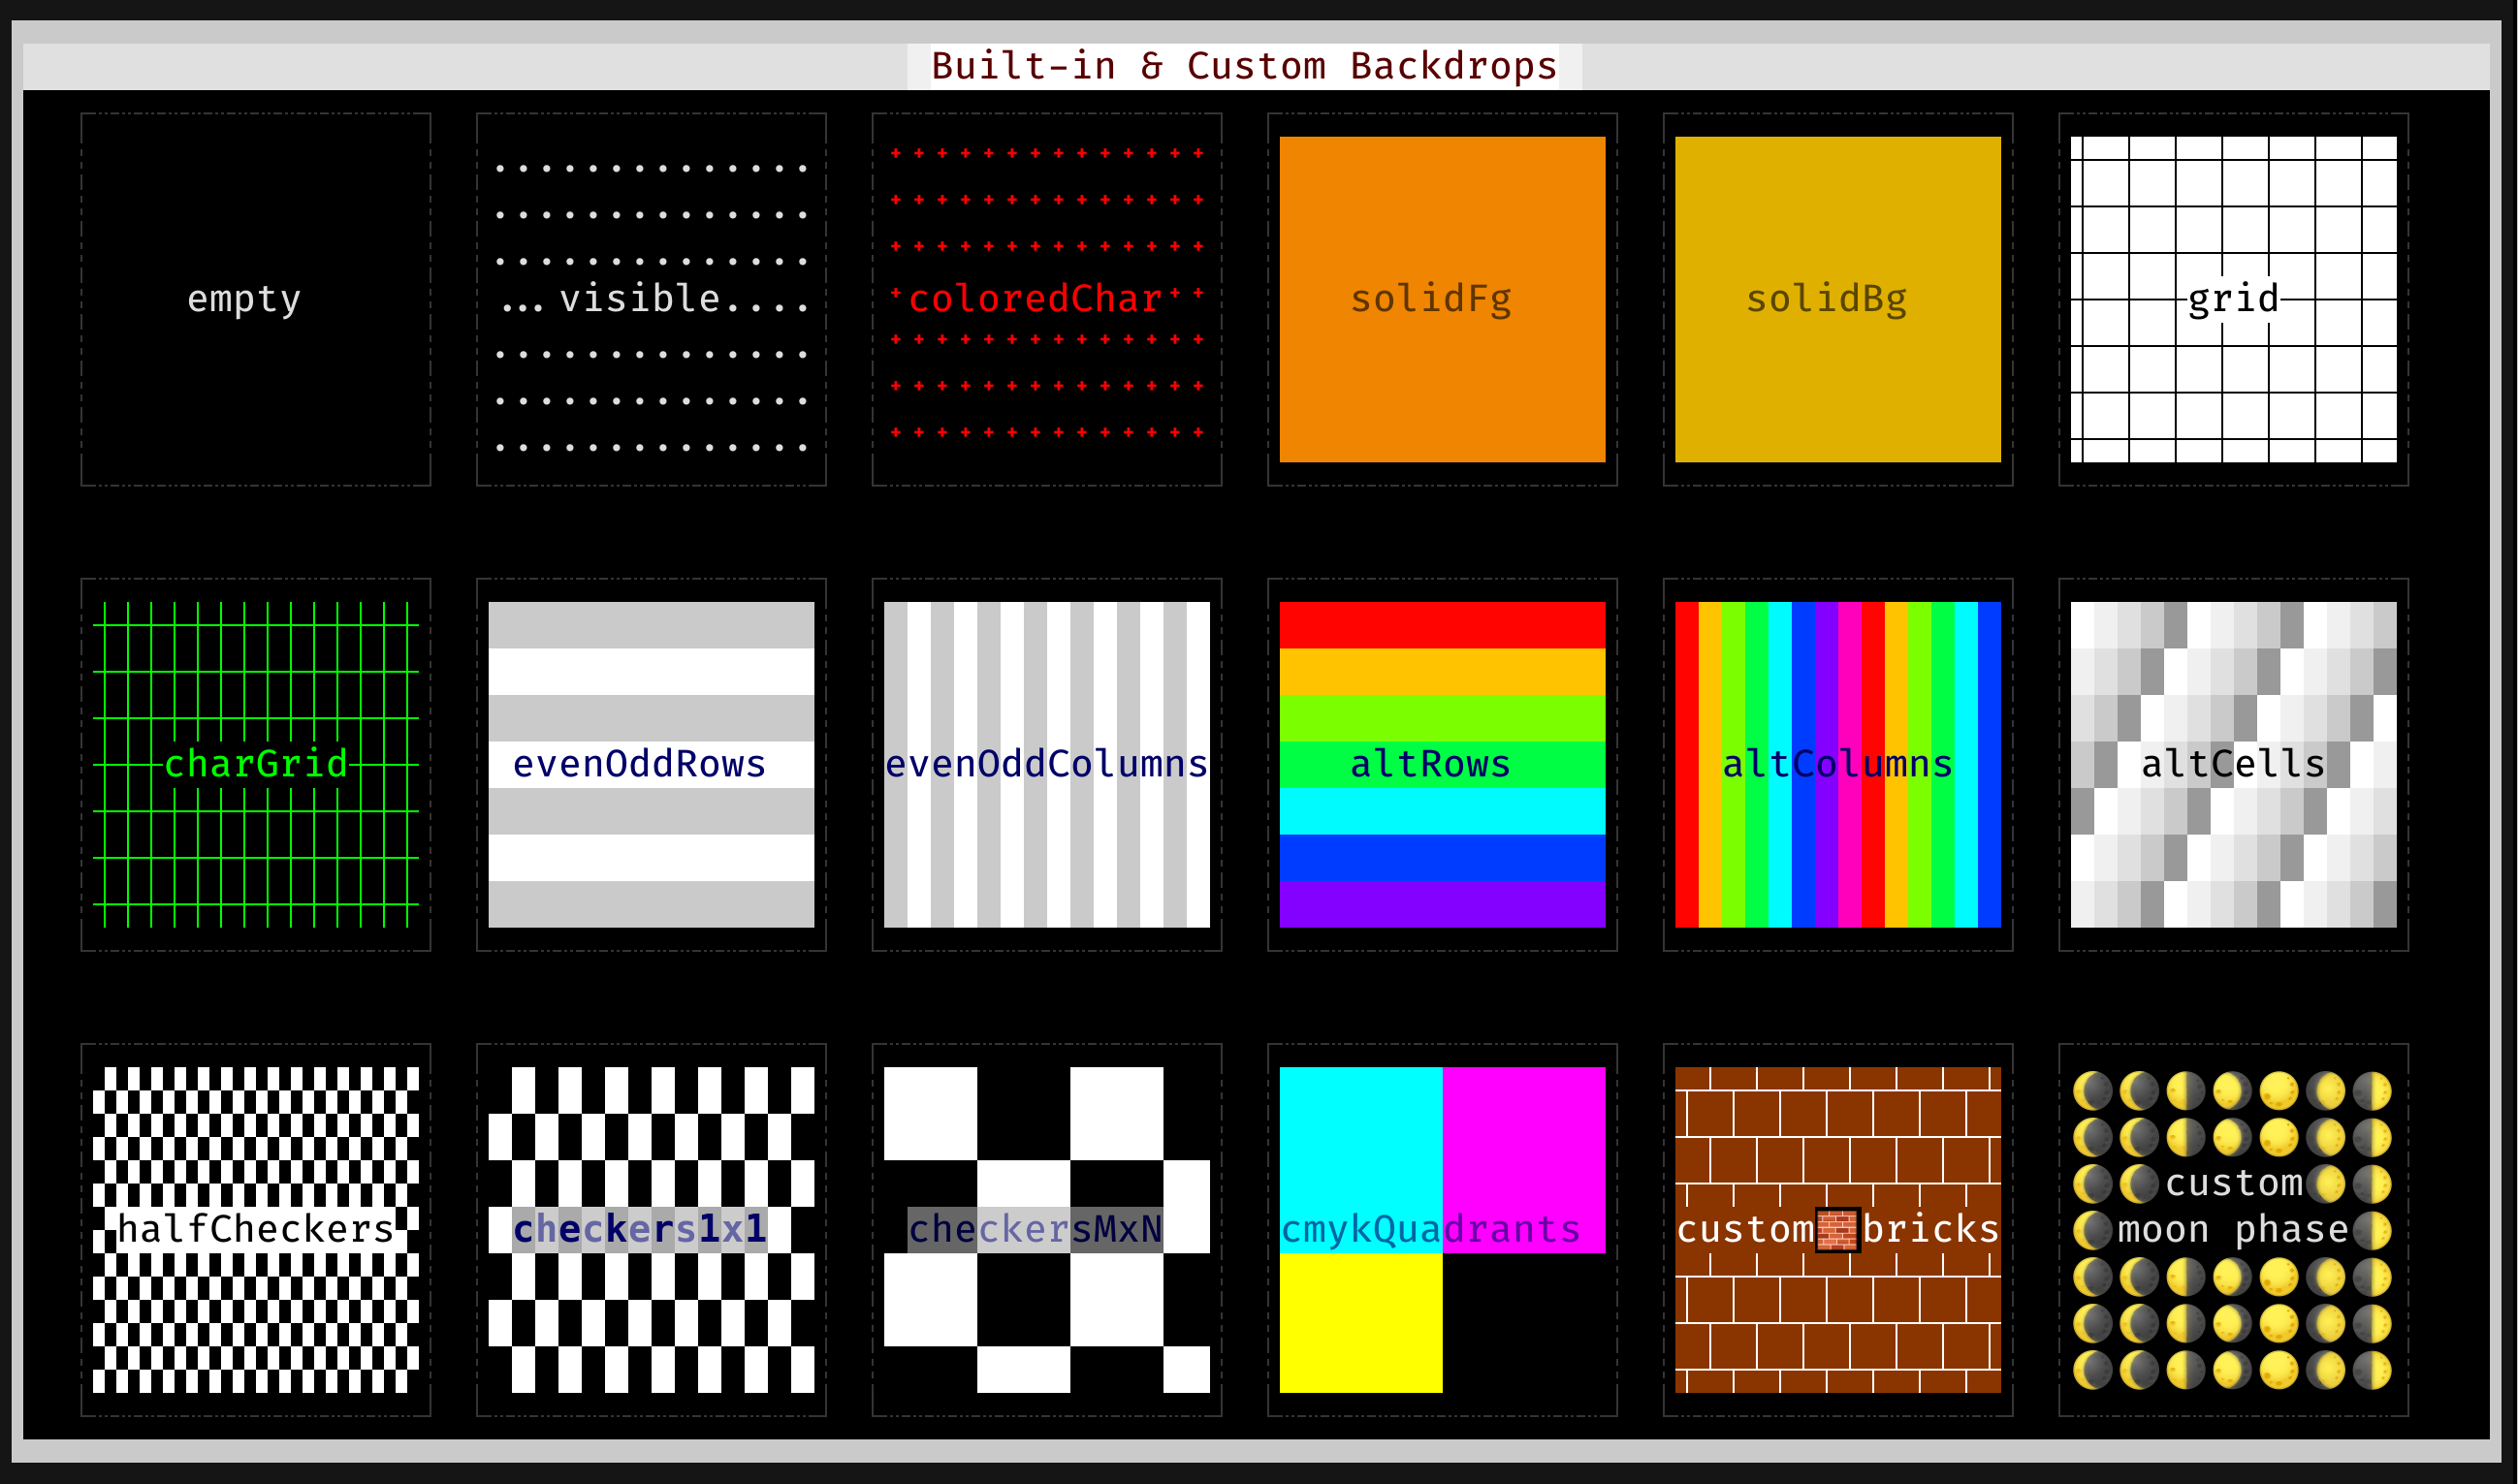 Built-in & Custom Backdrops
empty
... visible....
coloredChar
solidFg
solidBg
grid
charGrid
evenOddRows
evenOddColumns
altRows
altColumns
altCells
halfCheckers
checkers1x1
checkersMxN
cmykQuadrants
custom🧱bricks
custom
moon phase